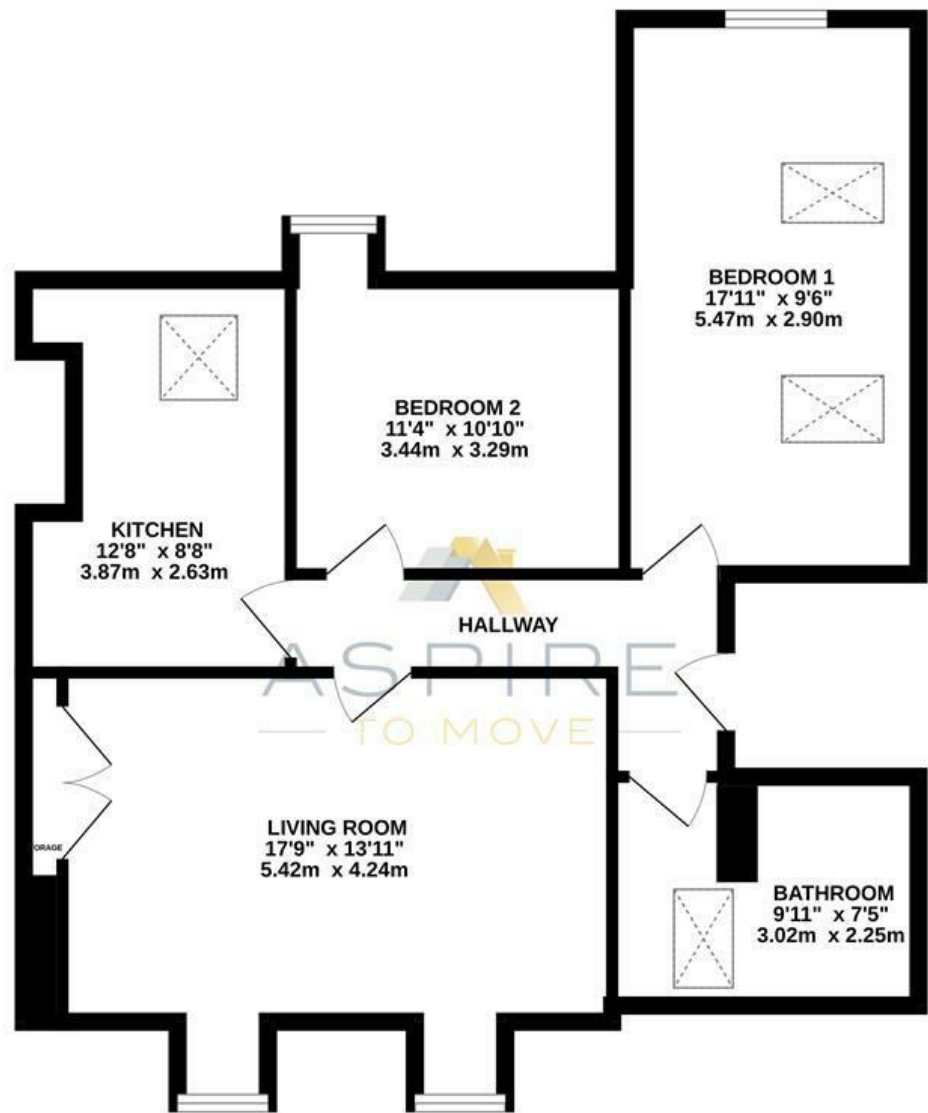 BEDROOM 1
17'11" x 9'6"
5.47m x 2.90m
BEDROOM 2
11'4" x 10'10"
3.44m x 3.29m
KITCHEN
12'8" x 8'8"
3.87m x 2.63m
HALLWAY
ASPIRE
TO MOVE
LIVING ROOM
17'9" x 13'11"
5.42m x 4.24m
ORAGE
BATHROOM
9'11" x 7'5"
3.02m x 2.25m